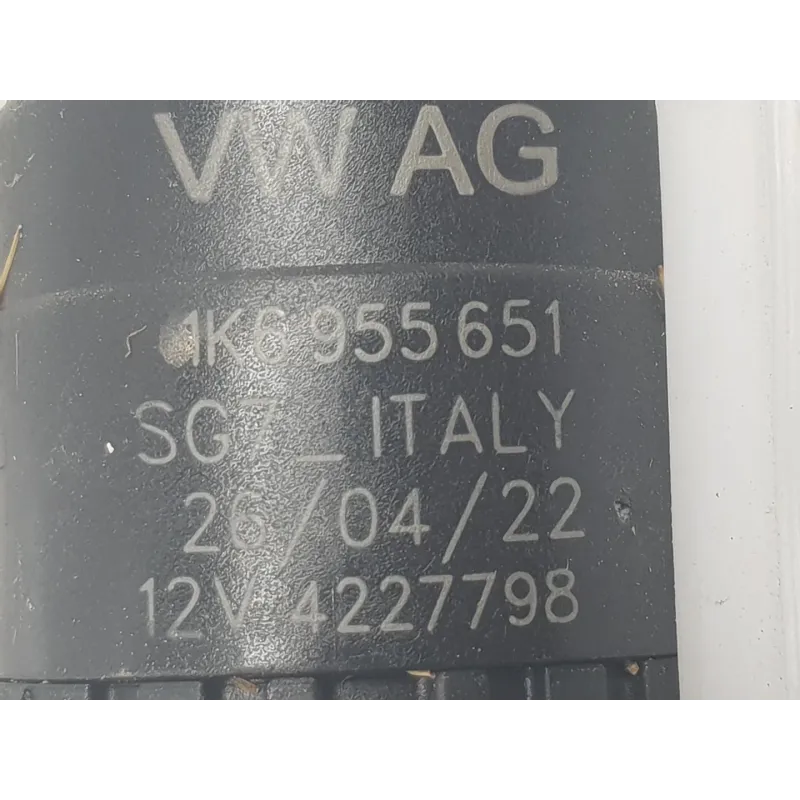 VW AG
1K6 955 651
SG7_ITALY
26/04/22
12V 4227798